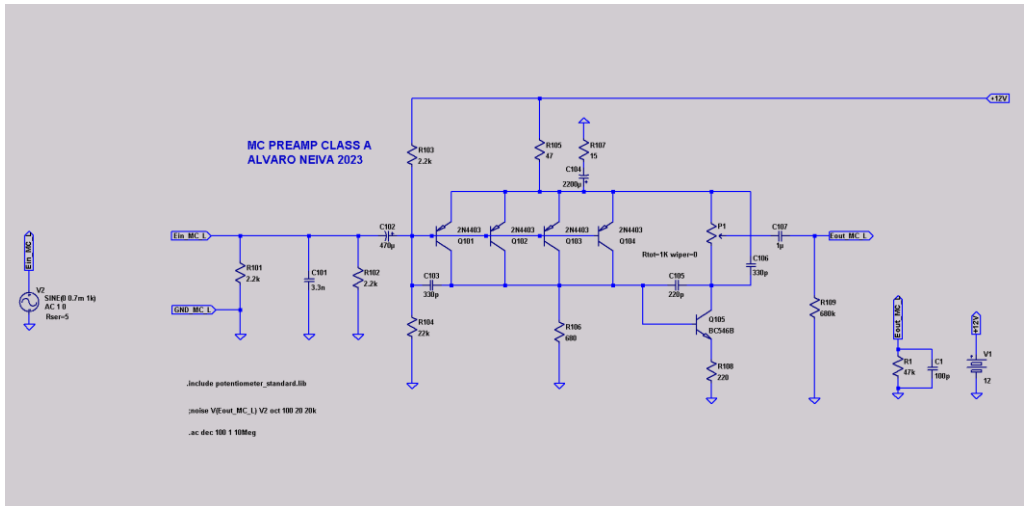 +12V
MC PREAMP CLASS A
ALVARO NEIVA 2023
R103
2.2k
R105
47
R107
15
C104
2200µ
Ein_MC_L
V2
SINE(0 0.7m 1k)
AC 1 0
Rser=5
Ein_MC_L
GND_MC_L
R101
2.2k
C101
3.3n
R102
2.2k
C102
470µ
2N4403
Q101
2N4403
Q102
2N4403
Q103
2N4403
Q104
C103
330p
R104
22k
R106
680
P1
Rtot=1K wiper=0
C105
220p
C106
330p
Q105
BC546B
R108
220
C107
1µ
Eout_MC_L
R109
680k
R1
47k
C1
100p
+12V
V1
12
.include potentiometer_standard.lib
;noise V(Eout_MC_L) V2 oct 100 20 20k
.ac dec 100 1 10Meg